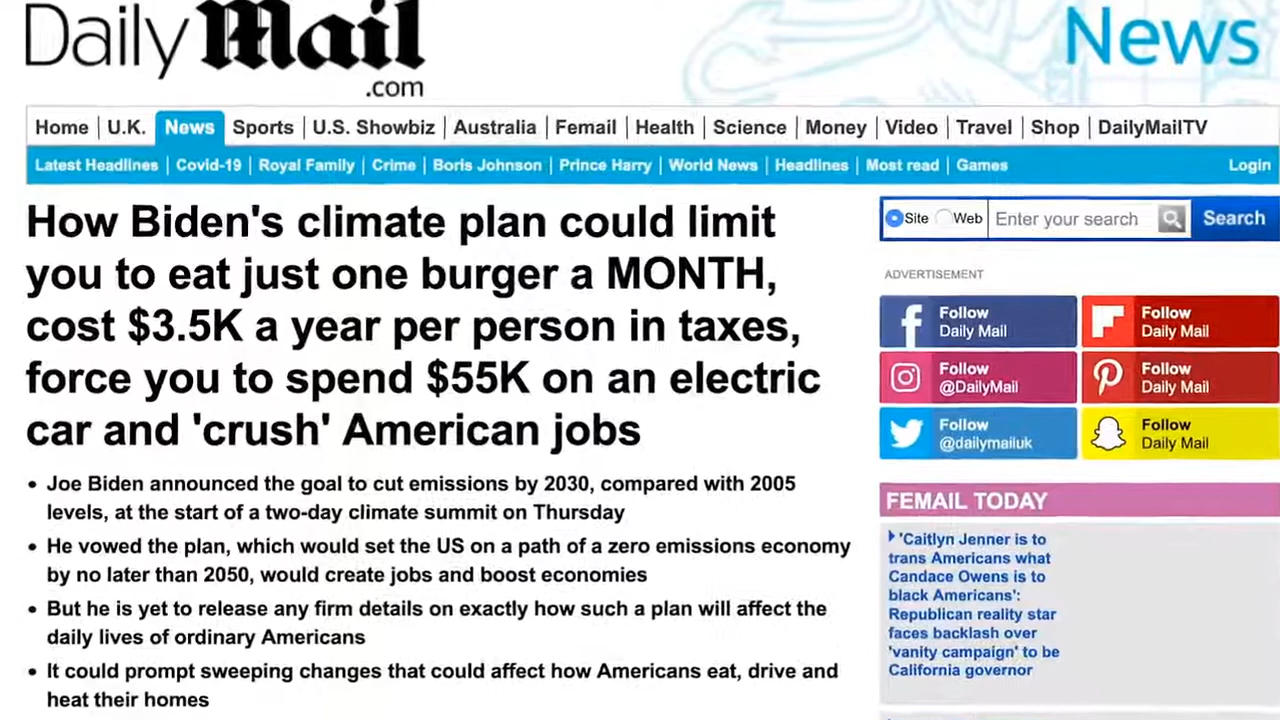 Daily Mail
.com
News
Home U.K. News Sports U.S. Showbiz Australia Femail Health Science Money Video Travel Shop DailyMailTV
Latest Headlines Covid-19 Royal Family Crime Boris Johnson Prince Harry World News Headlines Most read Games Login
How Biden's climate plan could limit
you to eat just one burger a MONTH,
cost $3.5K a year per person in taxes,
force you to spend $55K on an electric
car and 'crush' American jobs
• Joe Biden announced the goal to cut emissions by 2030, compared with 2005
levels, at the start of a two-day climate summit on Thursday
• He vowed the plan, which would set the US on a path of a zero emissions economy
by no later than 2050, would create jobs and boost economies
• But he is yet to release any firm details on exactly how such a plan will affect the
daily lives of ordinary Americans
• It could prompt sweeping changes that could affect how Americans eat, drive and
heat their homes
Site Web Enter your search Search
ADVERTISEMENT
Follow
Daily Mail
Follow
Daily Mail
Follow
@DailyMail
Follow
Daily Mail
Follow
@dailymailuk
Follow
Daily Mail
FEMAIL TODAY
'Caitlyn Jenner is to
trans Americans what
Candace Owens is to
black Americans':
Republican reality star
faces backlash over
'vanity campaign' to be
California governor